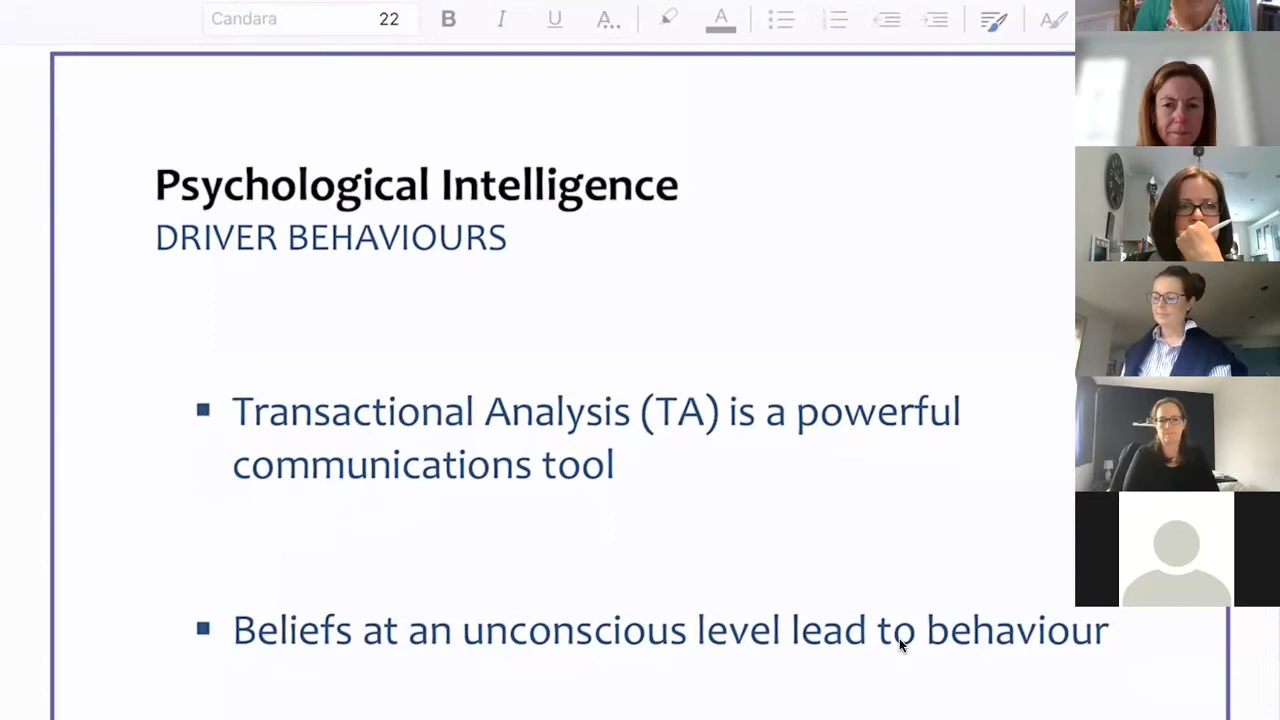 Candara 22 B I U A..
A A
Psychological Intelligence
DRIVER BEHAVIOURS
Transactional Analysis (TA) is a powerful
communications tool
Beliefs at an unconscious level lead to behaviour